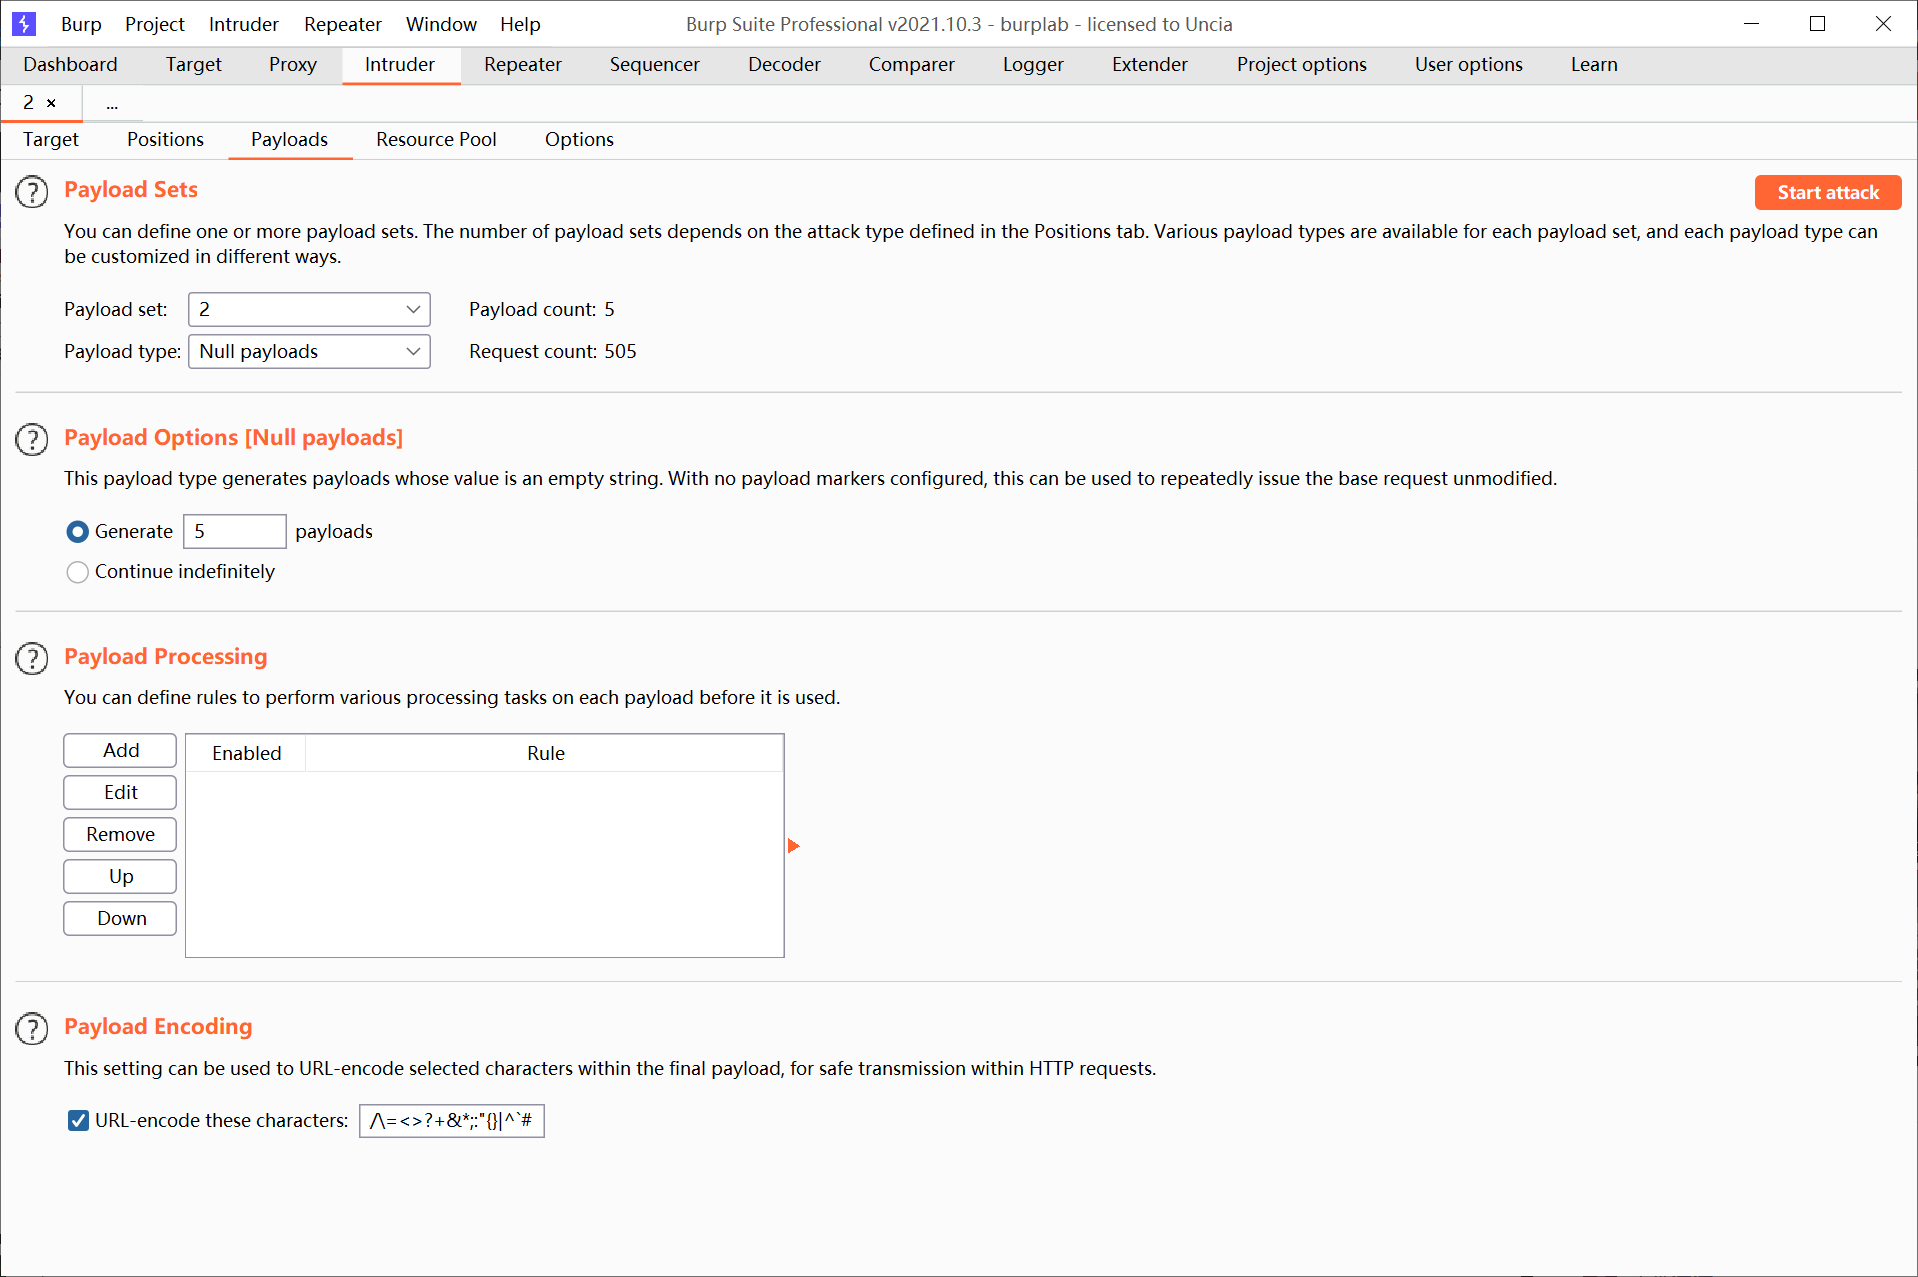 Burp Project Intruder Repeater Window Help Burp Suite Professional v2021.10.3 - burplab - licensed to Uncia
Dashboard Target Proxy Intruder Repeater Sequencer Decoder Comparer Logger Extender Project options User options Learn
2 × ...
Target Positions Payloads Resource Pool Options
? Payload Sets Start attack
You can define one or more payload sets. The number of payload sets depends on the attack type defined in the Positions tab. Various payload types are available for each payload set, and each payload type can
be customized in different ways.
Payload set: 2 Payload count: 5
Payload type: Null payloads Request count: 505
? Payload Options [Null payloads]
This payload type generates payloads whose value is an empty string. With no payload markers configured, this can be used to repeatedly issue the base request unmodified.
Generate 5 payloads
Continue indefinitely
? Payload Processing
You can define rules to perform various processing tasks on each payload before it is used.
Add Enabled Rule
Edit
Remove
Up
Down
? Payload Encoding
This setting can be used to URL-encode selected characters within the final payload, for safe transmission within HTTP requests.
URL-encode these characters: /\=<>?+&*;:"{}|^`#